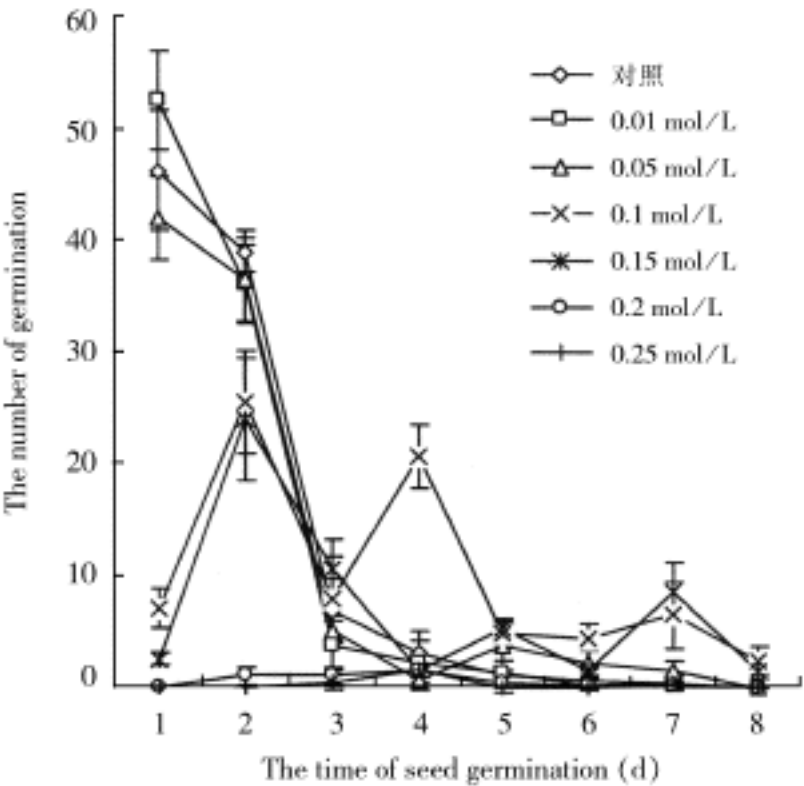 The number of germination
60
50
40
30
20
10
0
对照
0.01 mol/L
0.05 mol/L
0.1 mol/L
0.15 mol/L
0.2 mol/L
0.25 mol/L
1 2 3 4 5 6 7 8
The time of seed germination (d)